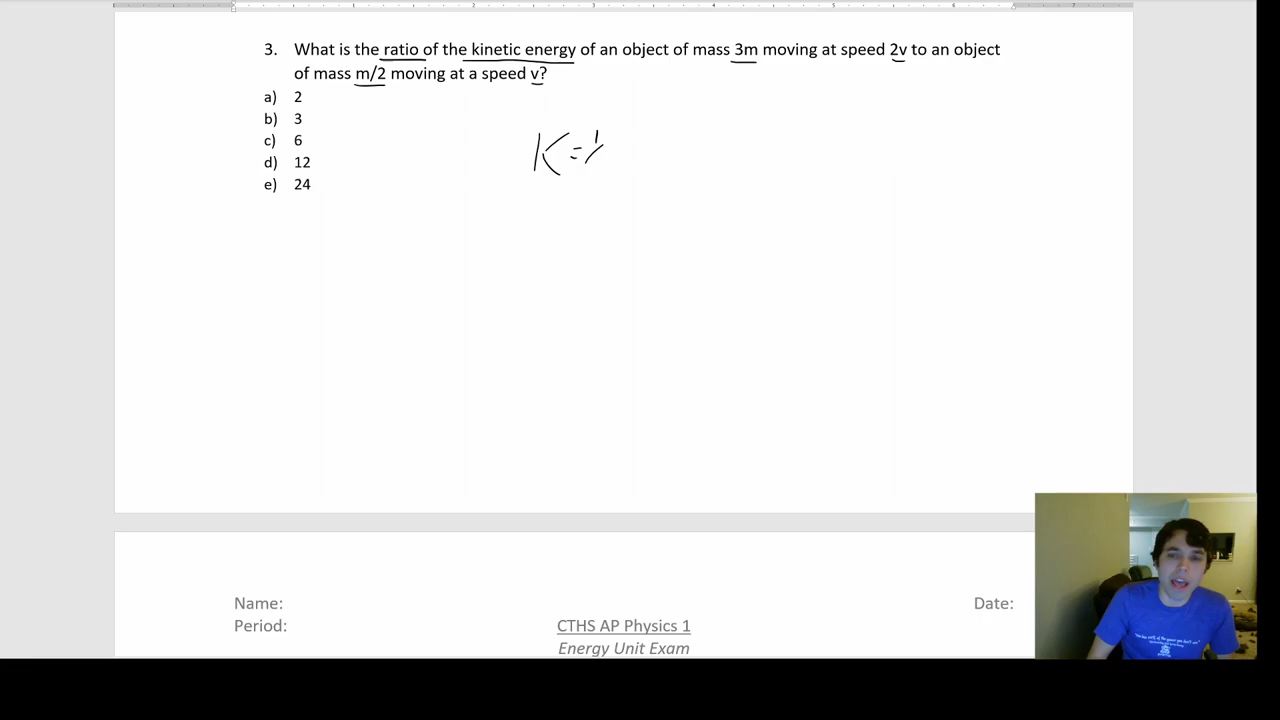 3. What is the ratio of the kinetic energy of an object of mass 3m moving at speed 2v to an object
of mass m/2 moving at a speed v?
a) 2
b) 3
c) 6
d) 12
e) 24
K = 1/
Name:
Date:
Period:
CTHS AP Physics 1
Energy Unit Exam